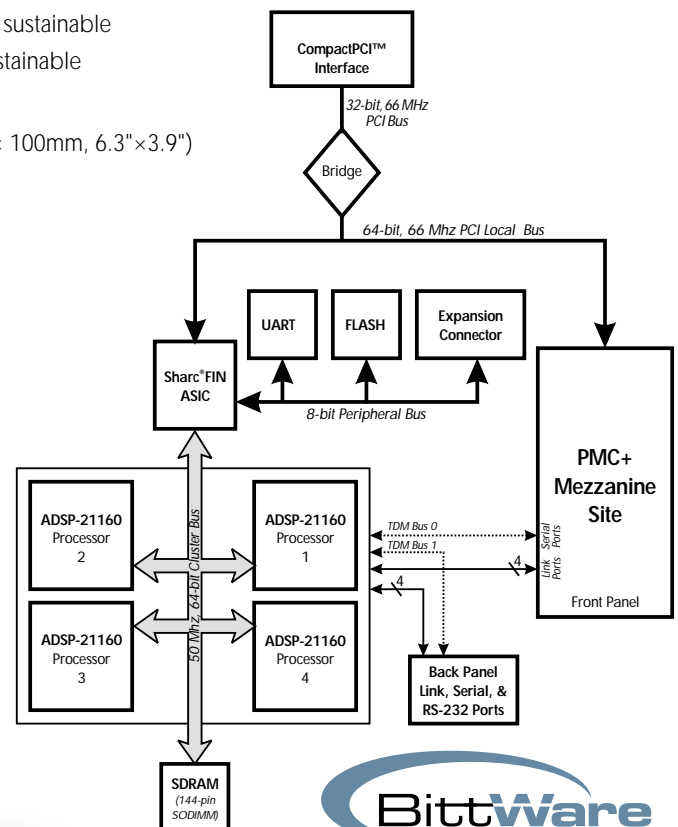 sustainable
stainable
100mm, 6.3"×3.9")
CompactPCI™
Interface
32-bit, 66 MHz
PCI Bus
Bridge
64-bit, 66 Mhz PCI Local Bus
UART
FLASH
Expansion
Connector
Sharc®FIN
ASIC
8-bit Peripheral Bus
PMC+
Mezzanine
Site
Serial
Ports
Link
Ports
Front Panel
ADSP-21160
Processor
2
ADSP-21160
Processor
1
50 Mhz, 64-bit Cluster Bus
TDM Bus 0
TDM Bus 1
4
4
ADSP-21160
Processor
3
ADSP-21160
Processor
4
Back Panel
Link, Serial, &
RS-232 Ports
SDRAM
(144-pin
SODIMM)
BittWare